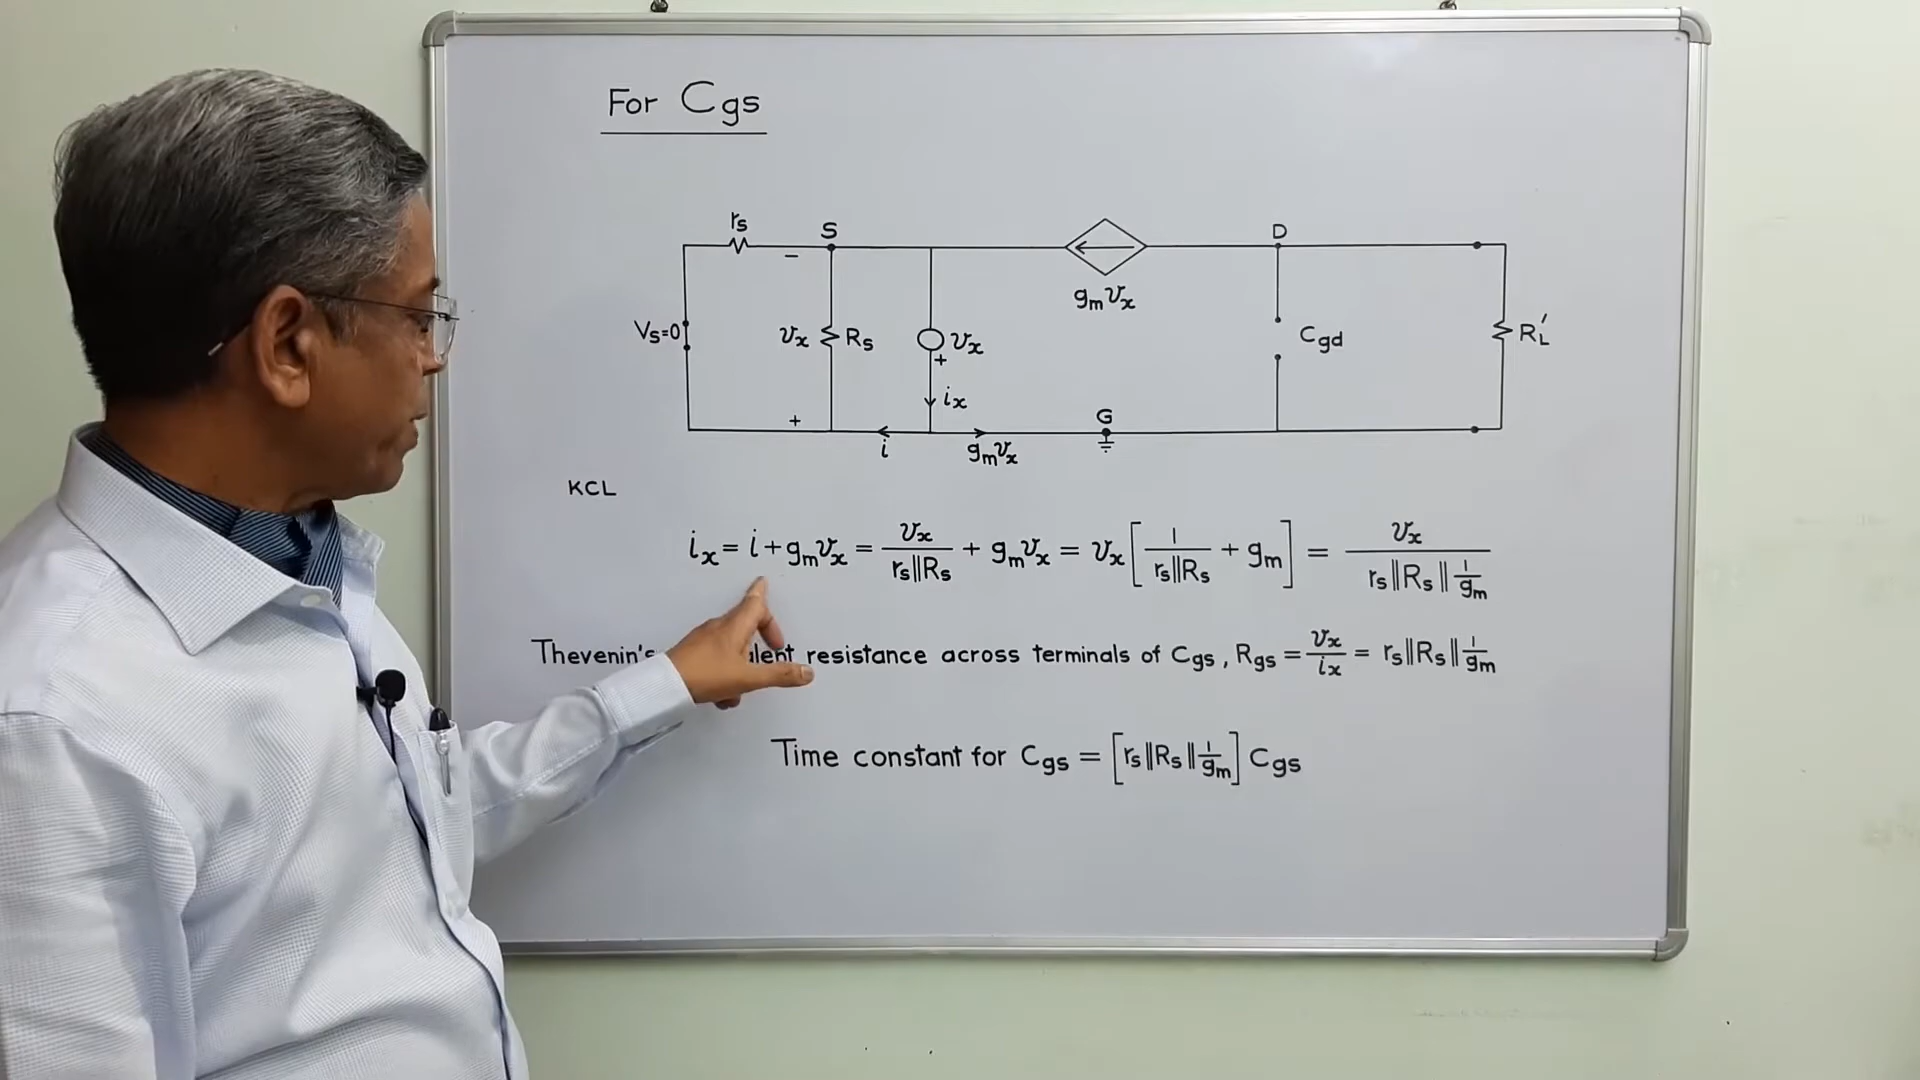 For Cgs
rs S D
gmvx
Vs=0 vx Rs vx Cgd RL'
ix
G
i gmvx
KCL
ix = i + gmvx = vx/(rs||Rs) + gmvx = vx[1/(rs||Rs) + gm] = vx/(rs||Rs||1/gm)
Thevenin's resistance across terminals of Cgs, Rgs = vx/ix = rs||Rs||1/gm
Time constant for Cgs = [rs||Rs||1/gm] Cgs